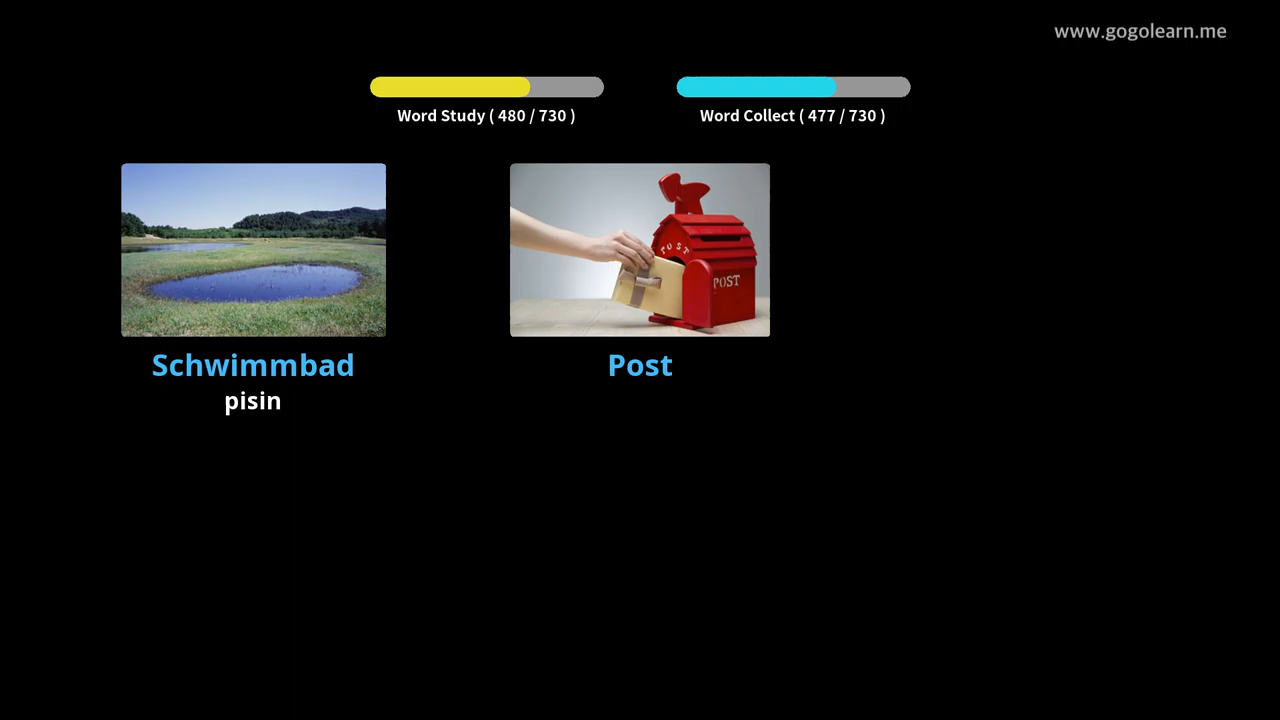 www.gogolearn.me
Word Study ( 480 / 730 )
Word Collect ( 477 / 730 )
POST
POST
Schwimmbad
Post
pisin